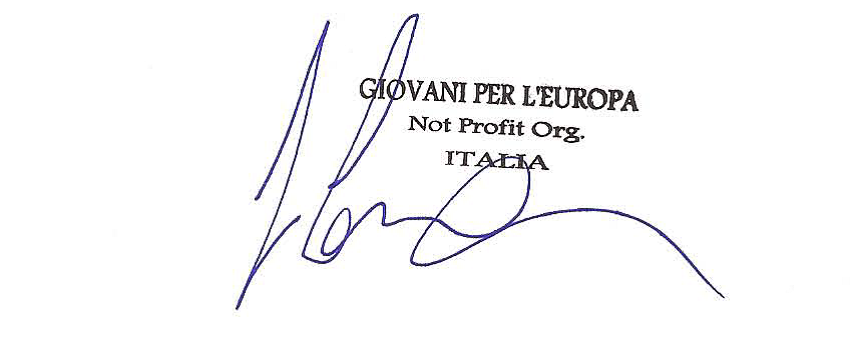 GIOVANI PER L'EUROPA
Not Profit Org.
ITALIA